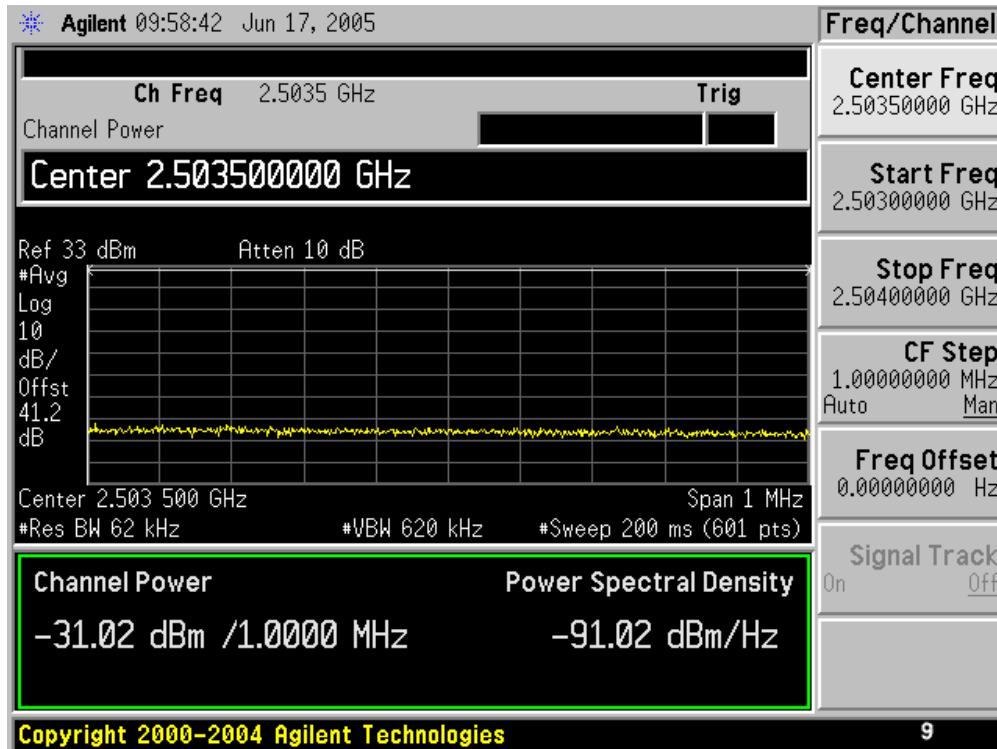 Agilent 09:58:42 Jun 17, 2005
Freq/Channel
Ch Freq 2.5035 GHz Trig
Channel Power
Center 2.503500000 GHz
Ref 33 dBm Atten 10 dB
#Avg
Log
10
dB/
Offst
41.2
dB
Center 2.503 500 GHz Span 1 MHz
#Res BW 62 kHz #VBW 620 kHz #Sweep 200 ms (601 pts)
Channel Power Power Spectral Density
-31.02 dBm /1.0000 MHz -91.02 dBm/Hz
Center Freq
2.50350000 GHz
Start Freq
2.50300000 GHz
Stop Freq
2.50400000 GHz
CF Step
1.00000000 MHz
Auto Man
Freq Offset
0.00000000 Hz
Signal Track
On Off
Copyright 2000-2004 Agilent Technologies 9